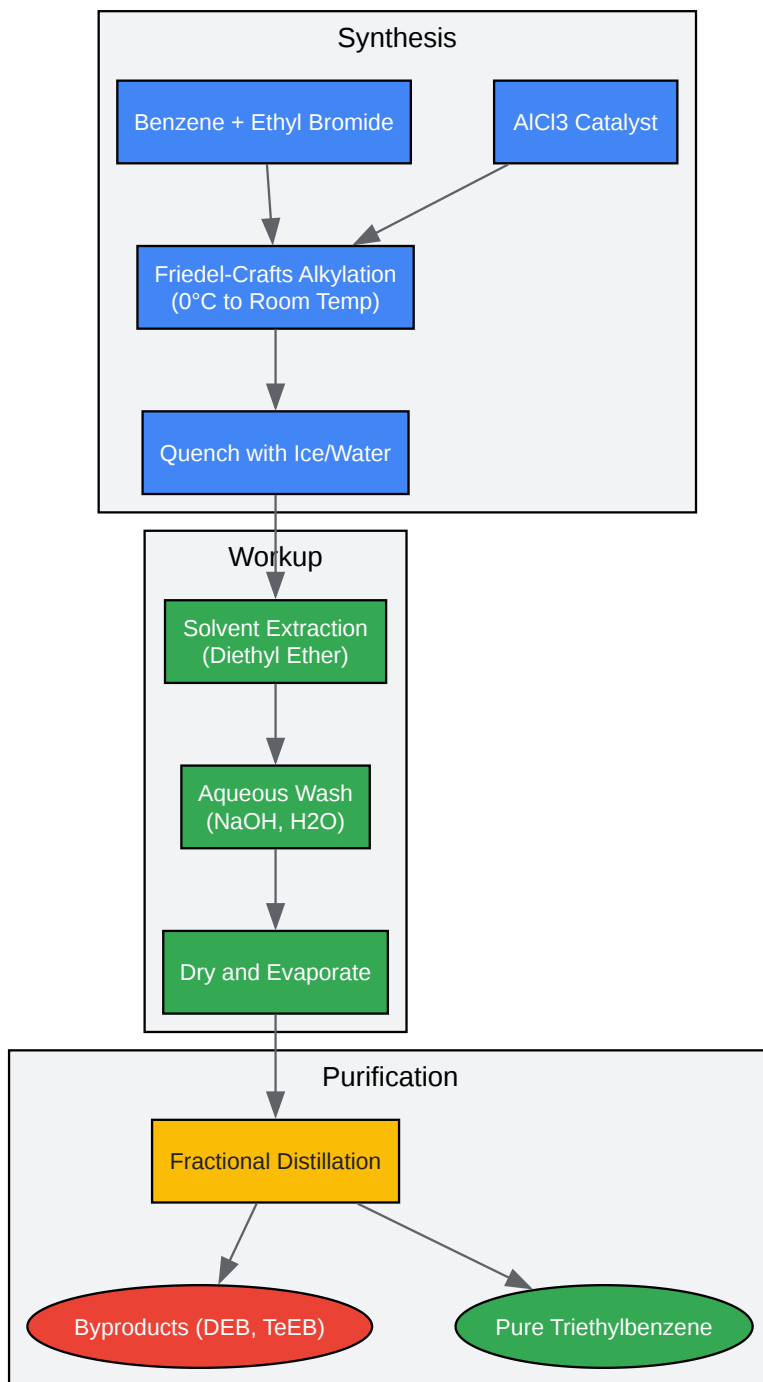 Synthesis
Benzene + Ethyl Bromide
AlCl3 Catalyst
Friedel-Crafts Alkylation
(0°C to Room Temp)
Quench with Ice/Water
Workup
Solvent Extraction
(Diethyl Ether)
Aqueous Wash
(NaOH, H2O)
Dry and Evaporate
Purification
Fractional Distillation
Byproducts (DEB, TeEB)
Pure Triethylbenzene